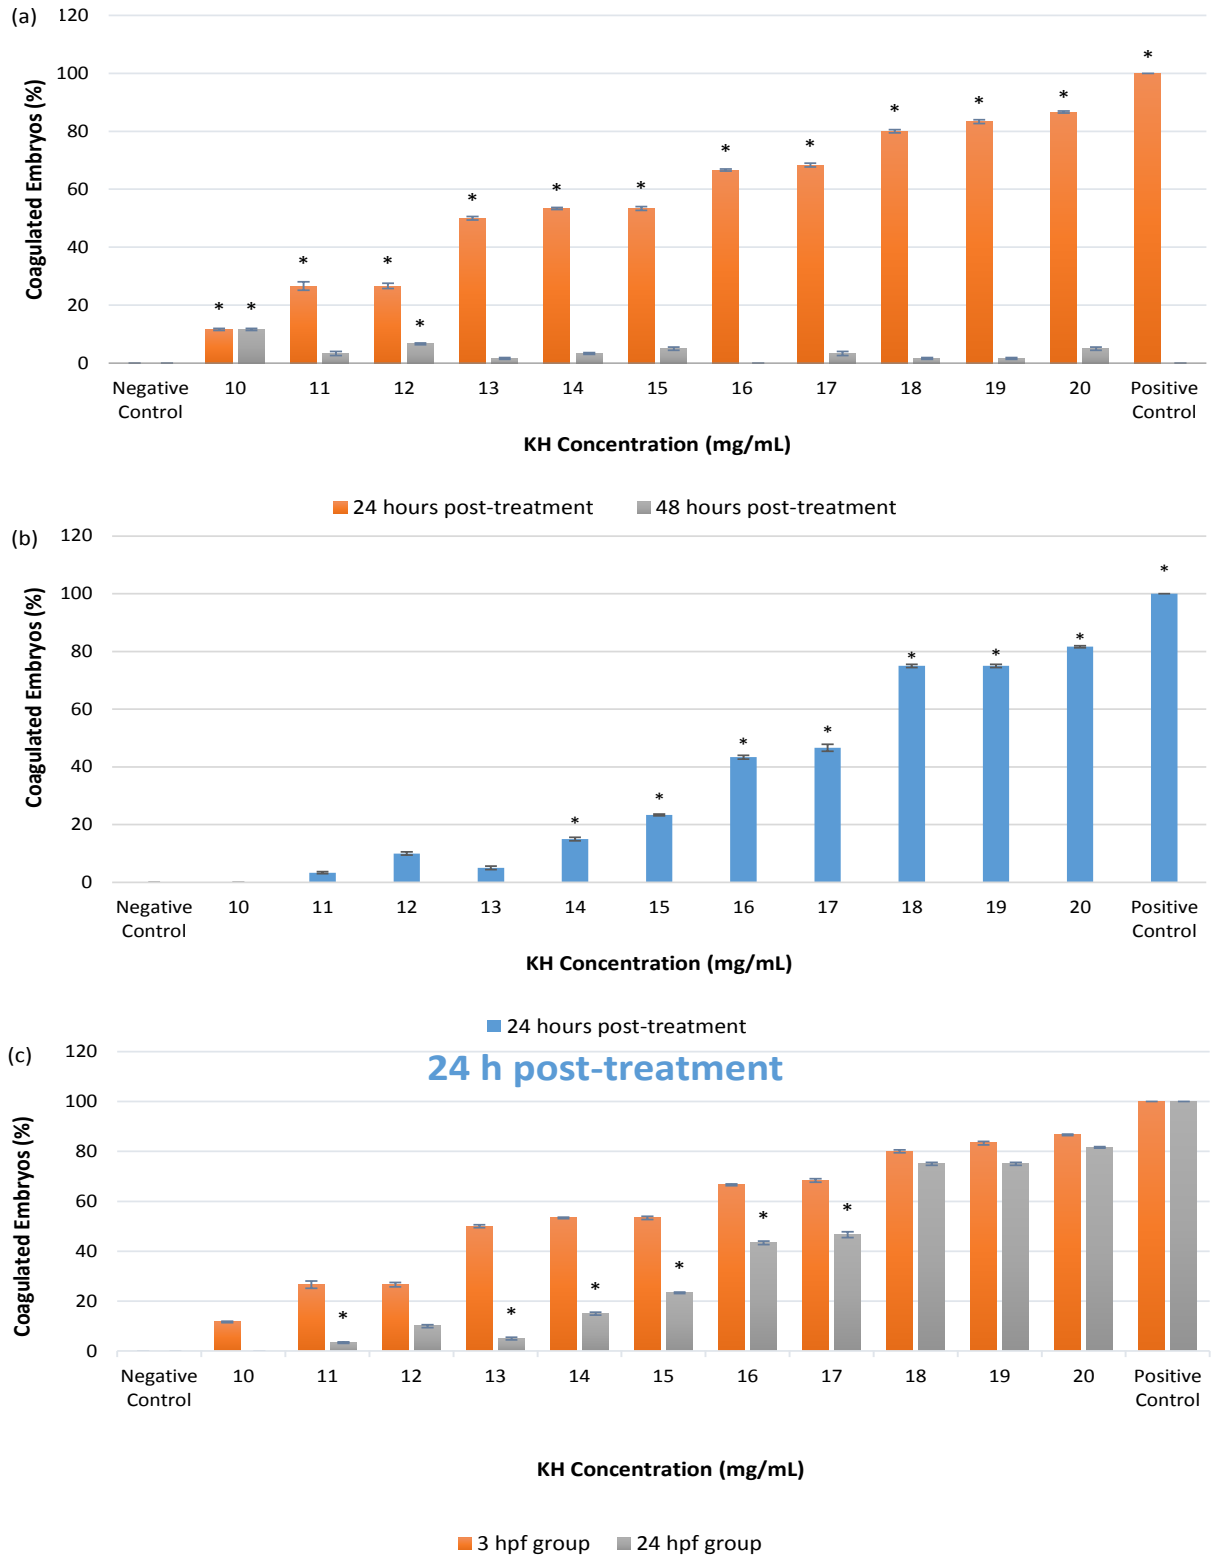 (a)
120
100
80
60
40
20
0
Coagulated Embryos (%)
* * * * * * * * * * * * * *
Negative Control 10 11 12 13 14 15 16 17 18 19 20 Positive Control
KH Concentration (mg/mL)
24 hours post-treatment 48 hours post-treatment
(b)
120
100
80
60
40
20
0
Coagulated Embryos (%)
* * * * * * * *
Negative Control 10 11 12 13 14 15 16 17 18 19 20 Positive Control
KH Concentration (mg/mL)
24 hours post-treatment
(c)
24 h post-treatment
120
100
80
60
40
20
0
Coagulated Embryos (%)
* * * * * *
Negative Control 10 11 12 13 14 15 16 17 18 19 20 Positive Control
KH Concentration (mg/mL)
3 hpf group 24 hpf group